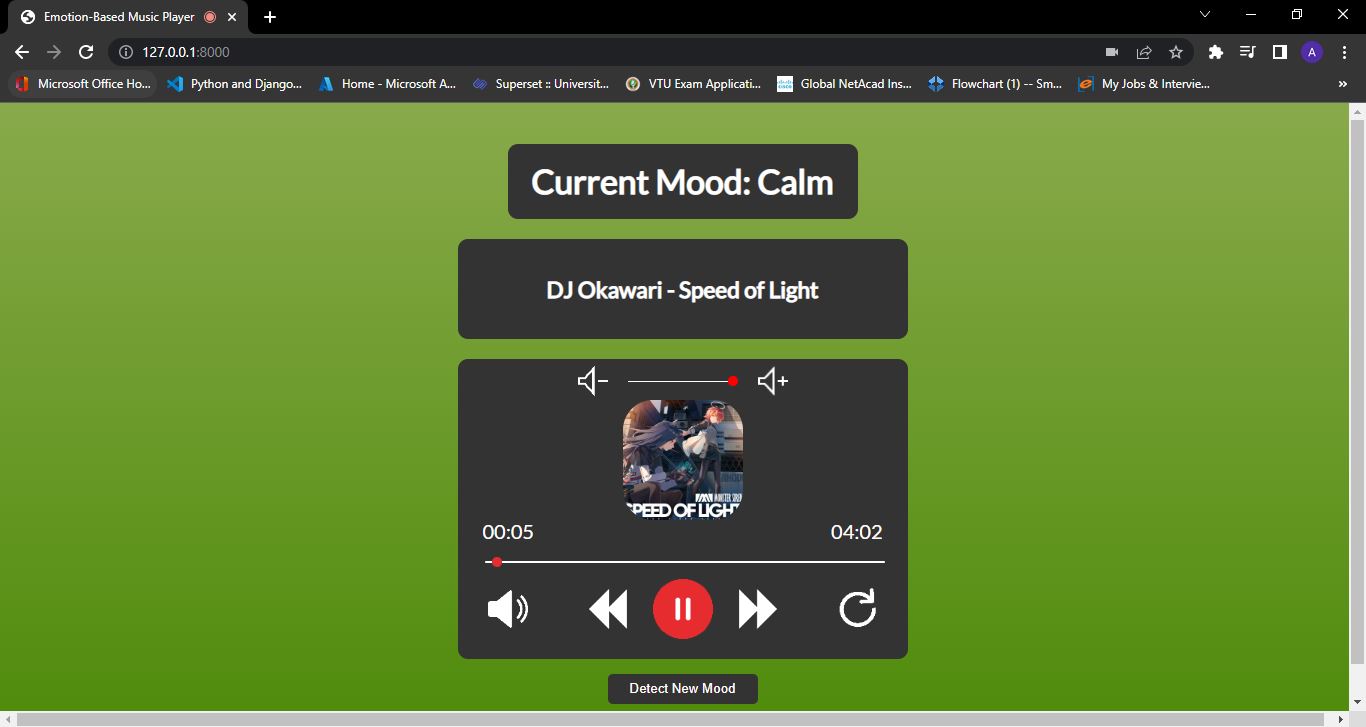 Emotion-Based Music Player
127.0.0.1:8000
A
Microsoft Office Ho...
Python and Django...
Home - Microsoft A...
Superset :: Universit...
VTU Exam Applicati...
Global NetAcad Ins...
Flowchart (1) -- Sm...
My Jobs & Intervie...
»
Current Mood: Calm
DJ Okawari - Speed of Light
SPEED OF LIGHT
00:05
04:02
Detect New Mood